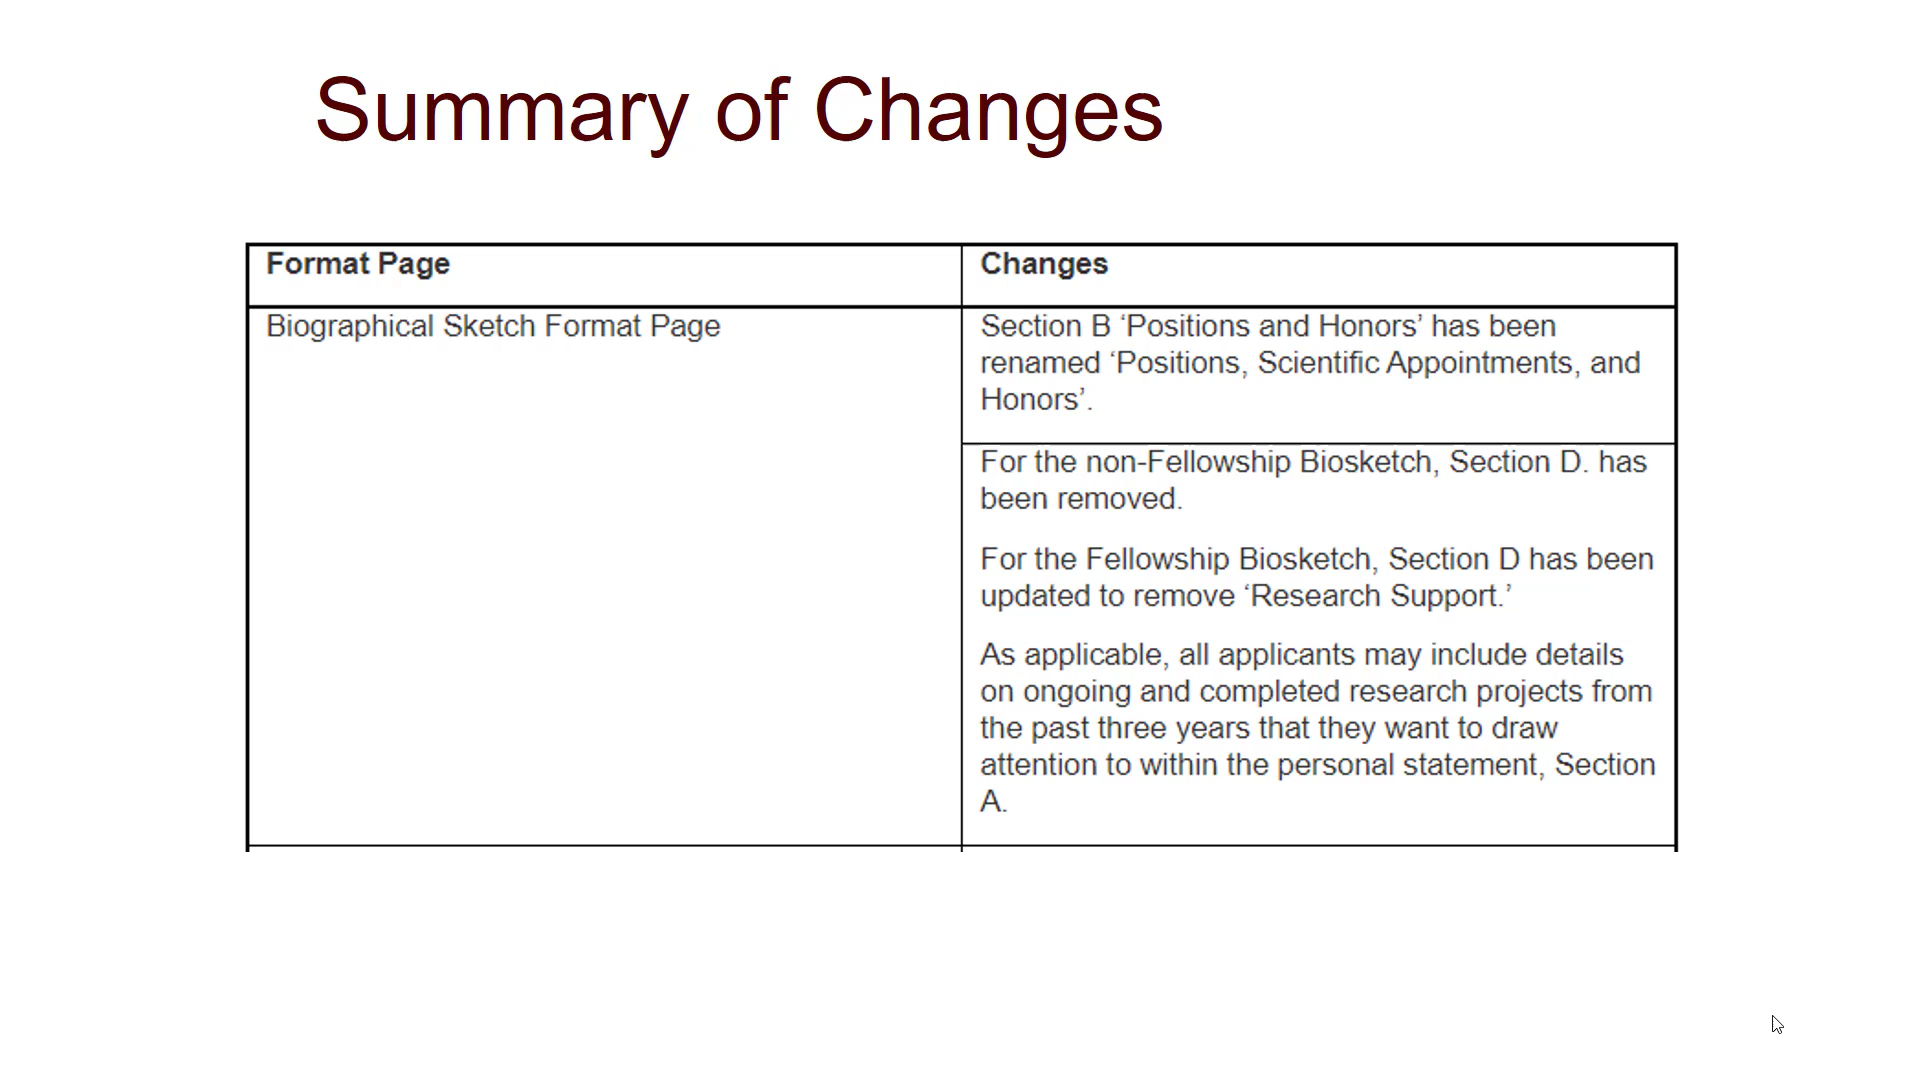 Summary of Changes
Format Page
Changes
Biographical Sketch Format Page
Section B ‘Positions and Honors’ has been
renamed ‘Positions, Scientific Appointments, and
Honors’.
For the non-Fellowship Biosketch, Section D. has
been removed.
For the Fellowship Biosketch, Section D has been
updated to remove ‘Research Support.’
As applicable, all applicants may include details
on ongoing and completed research projects from
the past three years that they want to draw
attention to within the personal statement, Section
A.